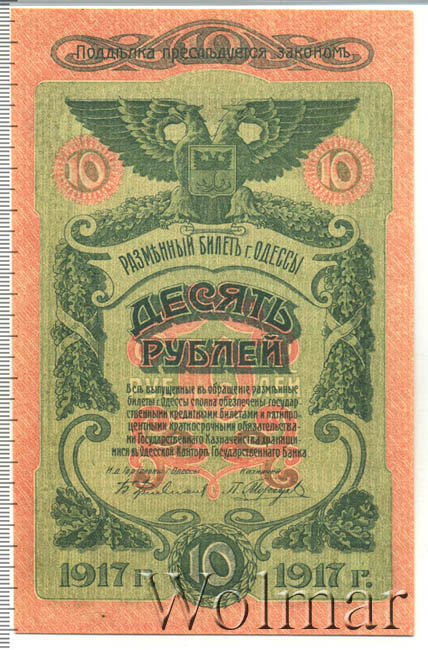 Поддѣлка преслѣдуется закономъ
10 10
РАЗМѢННЫЙ БИЛЕТЪ Г. ОДЕССЫ
ДЕСЯТЬ
РУБЛЕЙ
Всѣ выпущенные въ обращение размѣнные
билеты г. Одессы сполна обезпечены государ-
ственными кредитными билетами и пятипро-
центными краткосрочными обязательства-
ми Государственнаго Казначейства хранящи-
мися въ Одесской Конторѣ Государственнаго Банка
Казначей
10
1917 г. 1917 г.
Wolmar